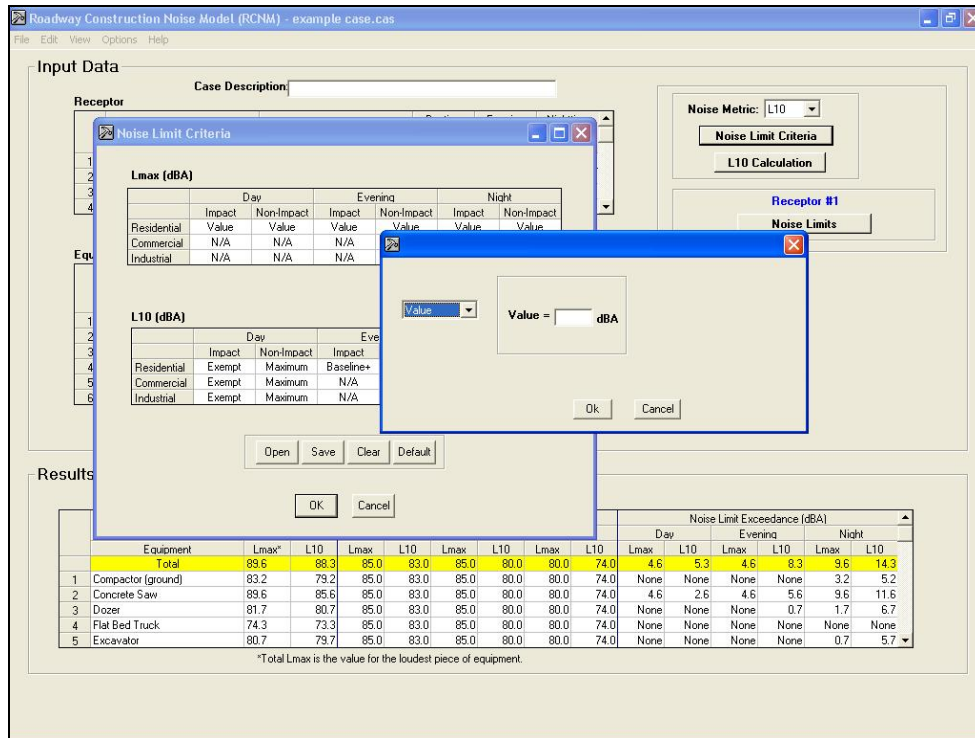 Roadway Construction Noise Model (RCNM) - example case.cas
File Edit View Options Help
Input Data
Case Description:
Receptor
Noise Metric: L10
Noise Limit Criteria
L10 Calculation
Receptor #1
Noise Limits
1
2
3
4
Equ
1
2
3
4
5
6
Noise Limit Criteria
Lmax (dBA)
Day Evening Night
Impact Non-Impact Impact Non-Impact Impact Non-Impact
Residential Value Value Value Value Value Value
Commercial N/A N/A N/A
Industrial N/A N/A N/A
L10 (dBA)
Day Eve
Impact Non-Impact Impact
Residential Exempt Maximum Baseline+
Commercial Exempt Maximum N/A
Industrial Exempt Maximum N/A
Open Save Clear Default
OK Cancel
Value
Value = dBA
Ok Cancel
Results
Noise Limit Exceedance (dBA)
Day Evening Night
Equipment Lmax* L10 Lmax L10 Lmax L10 Lmax L10 Lmax L10 Lmax L10 Lmax L10
Total 89.6 88.3 85.0 83.0 85.0 80.0 80.0 74.0 4.6 5.3 4.6 8.3 9.6 14.3
1 Compactor (ground) 83.2 79.2 85.0 83.0 85.0 80.0 80.0 74.0 None None None None 3.2 5.2
2 Concrete Saw 89.6 85.6 85.0 83.0 85.0 80.0 80.0 74.0 4.6 2.6 4.6 5.6 9.6 11.6
3 Dozer 81.7 80.7 85.0 83.0 85.0 80.0 80.0 74.0 None None None 0.7 1.7 6.7
4 Flat Bed Truck 74.3 73.3 85.0 83.0 85.0 80.0 80.0 74.0 None None None None None None
5 Excavator 80.7 79.7 85.0 83.0 85.0 80.0 80.0 74.0 None None None None 0.7 5.7
*Total Lmax is the value for the loudest piece of equipment.